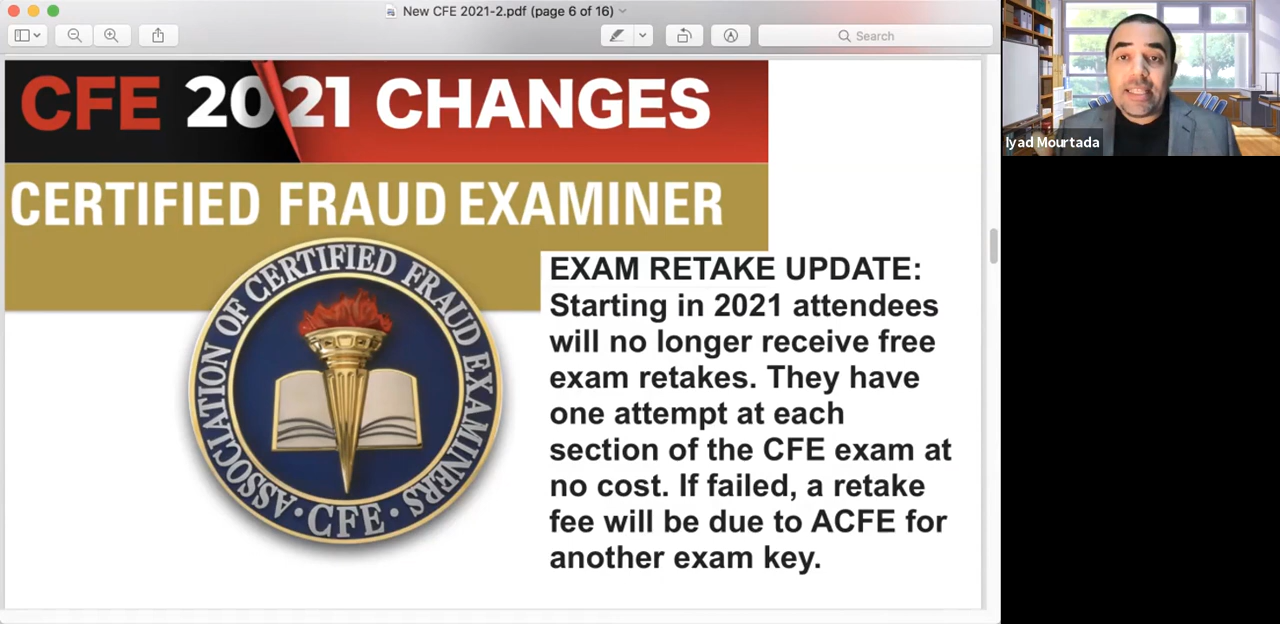 New CFE 2021-2.pdf (page 6 of 16)
Search
CFE 2021 CHANGES
CERTIFIED FRAUD EXAMINER
ASSOCIATION OF CERTIFIED FRAUD EXAMINERS
• CFE •
EXAM RETAKE UPDATE:
Starting in 2021 attendees
will no longer receive free
exam retakes. They have
one attempt at each
section of the CFE exam at
no cost. If failed, a retake
fee will be due to ACFE for
another exam key.
Iyad Mourtada